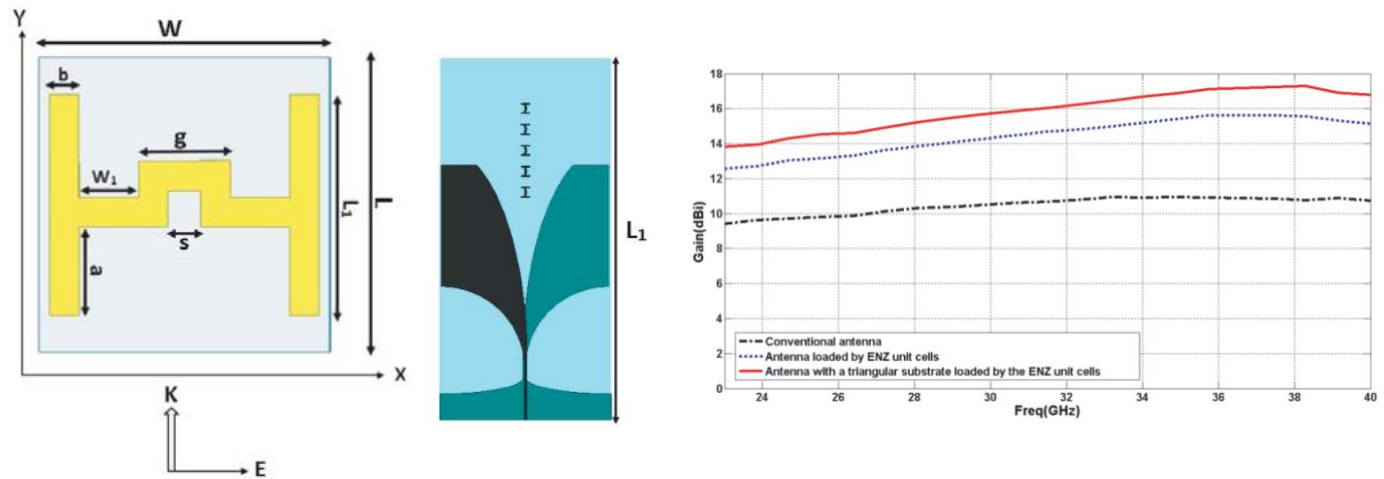 Y
W
b
g
W₁
L₁
L
s
a
X
K
E
L₁
18
16
14
12
10
8
6
4
2
0
Gain(dBi)
Conventional antenna
Antenna loaded by ENZ unit cells
Antenna with a triangular substrate loaded by the ENZ unit cells
24 26 28 30 32 34 36 38 40
Freq(GHz)